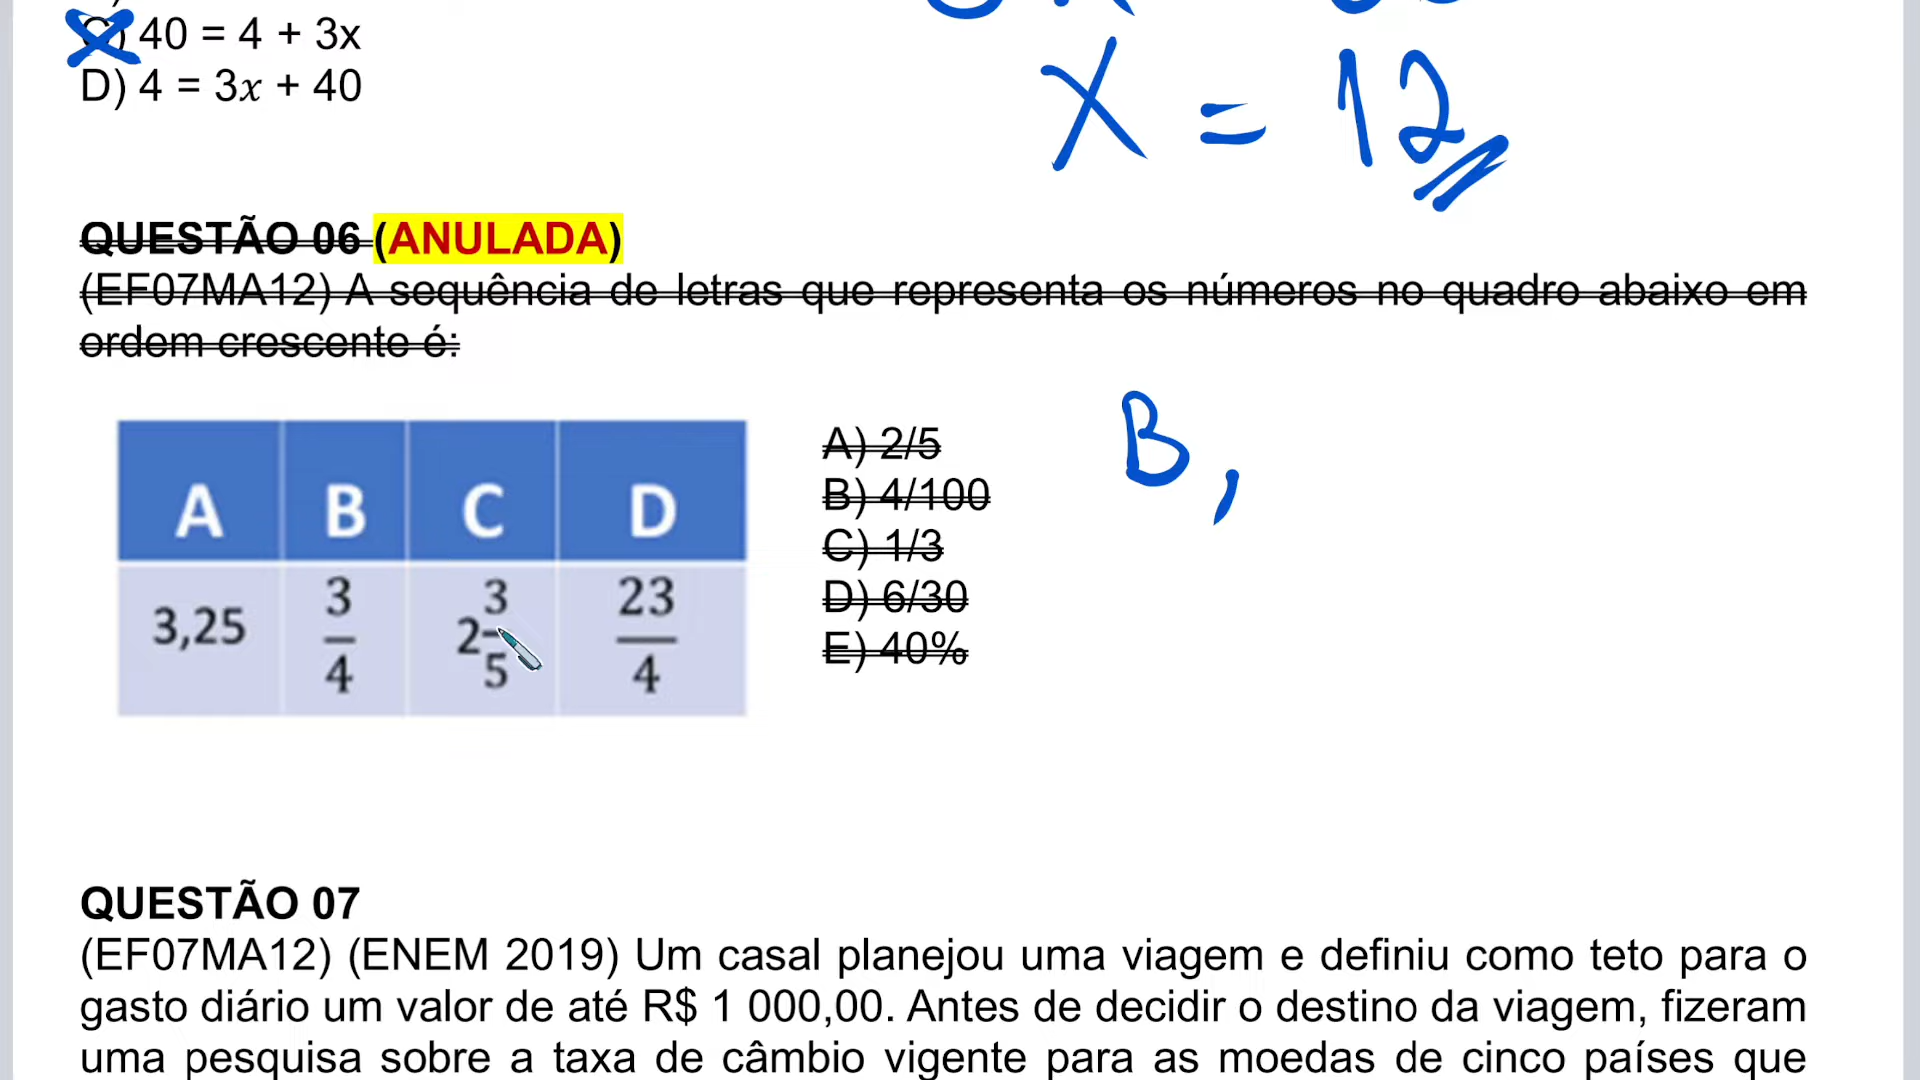 C) 40 = 4 + 3x
D) 4 = 3x + 40
X = 12
QUESTÃO 06 (ANULADA)
(EF07MA12) A sequência de letras que representa os números no quadro abaixo em
ordem crescente é:
A B C D
3,25 3/4 2 3/5 23/4
A) 2/5
B) 4/100
C) 1/3
D) 6/30
E) 40%
B,
QUESTÃO 07
(EF07MA12) (ENEM 2019) Um casal planejou uma viagem e definiu como teto para o
gasto diário um valor de até R$ 1 000,00. Antes de decidir o destino da viagem, fizeram
uma pesquisa sobre a taxa de câmbio vigente para as moedas de cinco países que